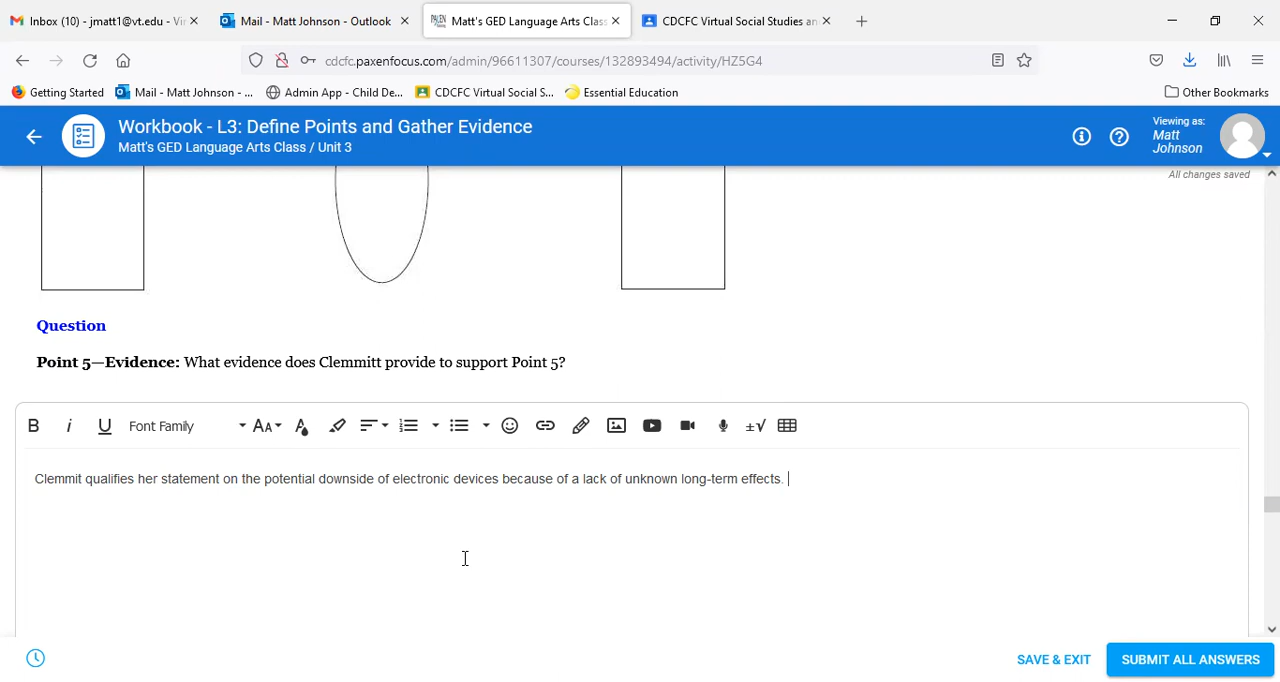 Inbox (10) - jmatt1@vt.edu - Vir
Mail - Matt Johnson - Outlook
PAXEN
Matt's GED Language Arts Clas
CDCFC Virtual Social Studies an
cdcfc.paxenfocus.com/admin/96611307/courses/132893494/activity/HZ5G4
Getting Started
Mail - Matt Johnson - ...
Admin App - Child De...
CDCFC Virtual Social S...
Essential Education
Other Bookmarks
Workbook - L3: Define Points and Gather Evidence
Matt's GED Language Arts Class / Unit 3
Viewing as:
Matt
Johnson
All changes saved
Question
Point 5—Evidence: What evidence does Clemmitt provide to support Point 5?
B i U Font Family AA A ±√
Clemmit qualifies her statement on the potential downside of electronic devices because of a lack of unknown long-term effects.
SAVE & EXIT
SUBMIT ALL ANSWERS